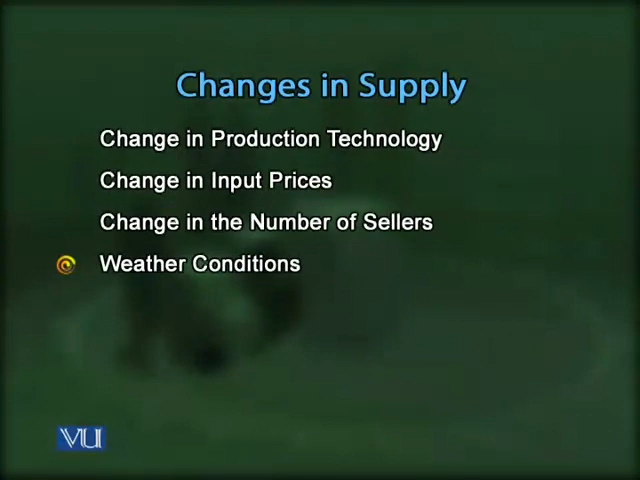 Changes in Supply
Change in Production Technology
Change in Input Prices
Change in the Number of Sellers
Weather Conditions
VU